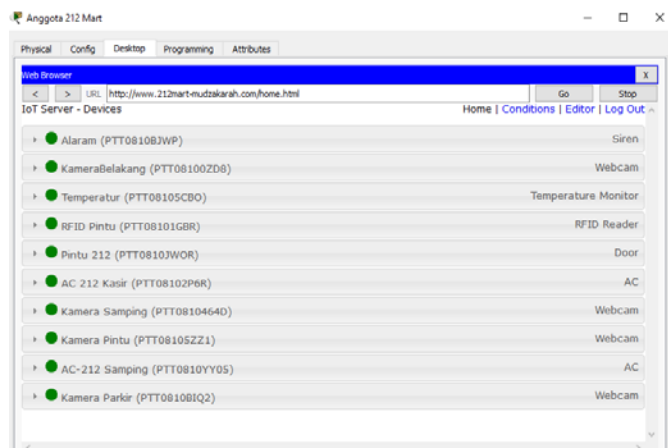 Anggota 212 Mart
Physical Config Desktop Programming Attributes
Web Browser X
< > URL http://www.212mart-mudzakarah.com/home.html Go Stop
IoT Server - Devices Home | Conditions | Editor | Log Out
Alaram (PTT0810BJWP) Siren
KameraBelakang (PTT08100ZD8) Webcam
Temperatur (PTT08105CBO) Temperature Monitor
RFID Pintu (PTT08101GBR) RFID Reader
Pintu 212 (PTT0810JWOR) Door
AC 212 Kasir (PTT08102P6R) AC
Kamera Samping (PTT0810464D) Webcam
Kamera Pintu (PTT08105ZZ1) Webcam
AC-212 Samping (PTT0810YY05) AC
Kamera Parkir (PTT0810BIQ2) Webcam